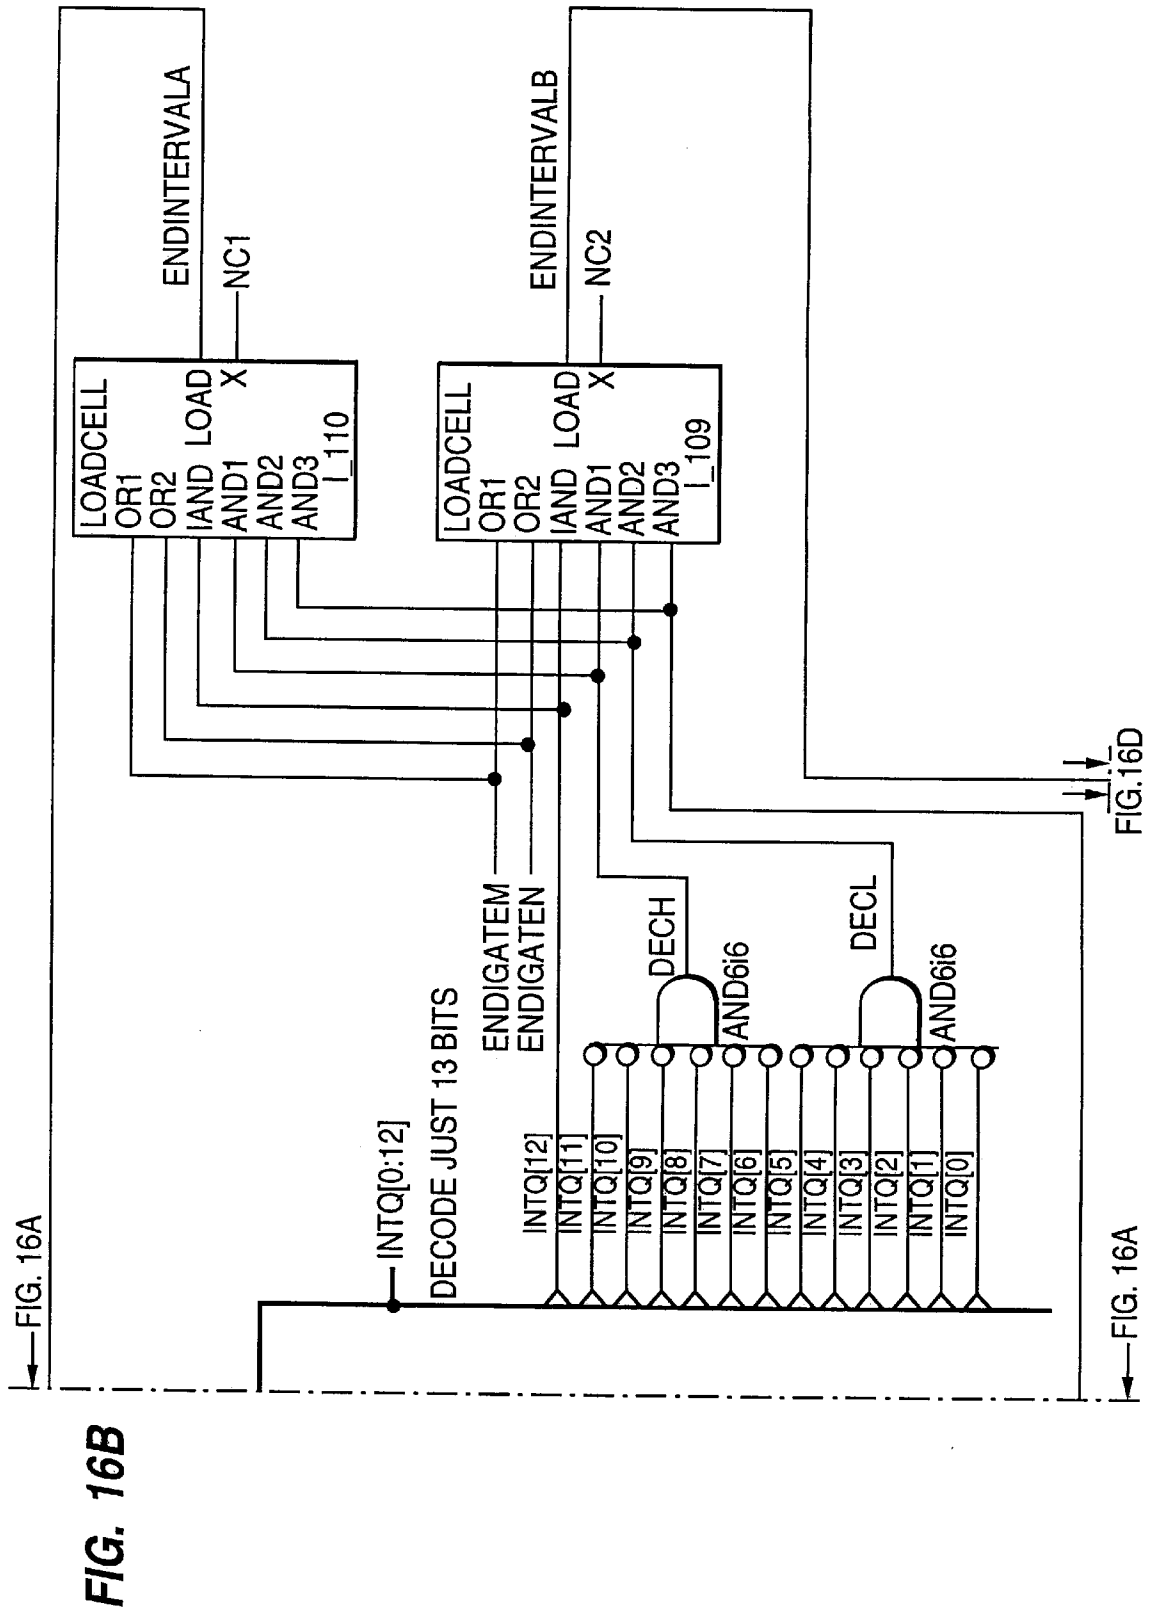 FIG. 16B
FIG. 16A
ENDINTERVALA
NC1
LOADCELL
OR1
OR2
IAND LOAD
AND1 X
AND2
AND3
I_110
ENDINTERVALB
NC2
LOADCELL
OR1
OR2
IAND LOAD
AND1 X
AND2
AND3
I_109
INTQ[0:12]
DECODE JUST 13 BITS
ENDIGATEM
ENDIGATEN
INTQ[12]
INTQ[11]
INTQ[10]
INTQ[9]
INTQ[8]
INTQ[7]
INTQ[6]
INTQ[5]
INTQ[4]
INTQ[3]
INTQ[2]
INTQ[1]
INTQ[0]
DECH
AND6i6
DECL
AND6i6
FIG. 16A
FIG.16D